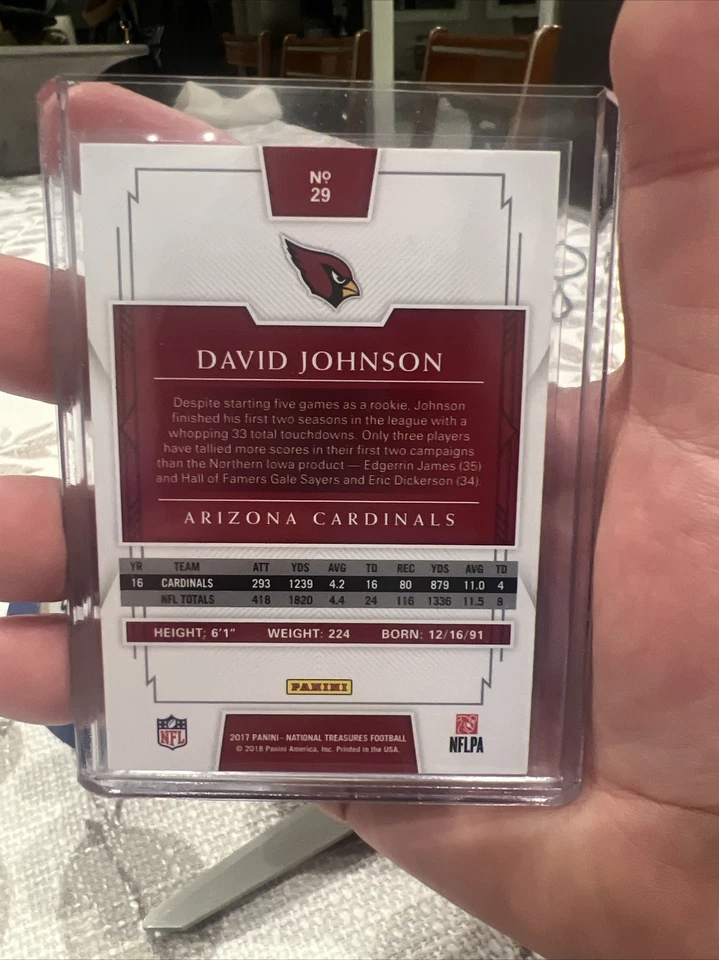 Nº
29
DAVID JOHNSON
Despite starting five games as a rookie, Johnson
finished his first two seasons in the league with a
whopping 33 total touchdowns. Only three players
have tallied more scores in their first two campaigns
than the Northern Iowa product — Edgerrin James (35)
and Hall of Famers Gale Sayers and Eric Dickerson (34).
ARIZONA CARDINALS
YR TEAM ATT YDS AVG TD REC YDS AVG TD
16 CARDINALS 293 1239 4.2 16 80 879 11.0 4
NFL TOTALS 418 1820 4.4 24 116 1336 11.5 8
HEIGHT: 6'1" WEIGHT: 224 BORN: 12/16/91
PANINI
NFL
2017 PANINI – NATIONAL TREASURES FOOTBALL
© 2018 Panini America, Inc. Printed in the USA.
NFLPA